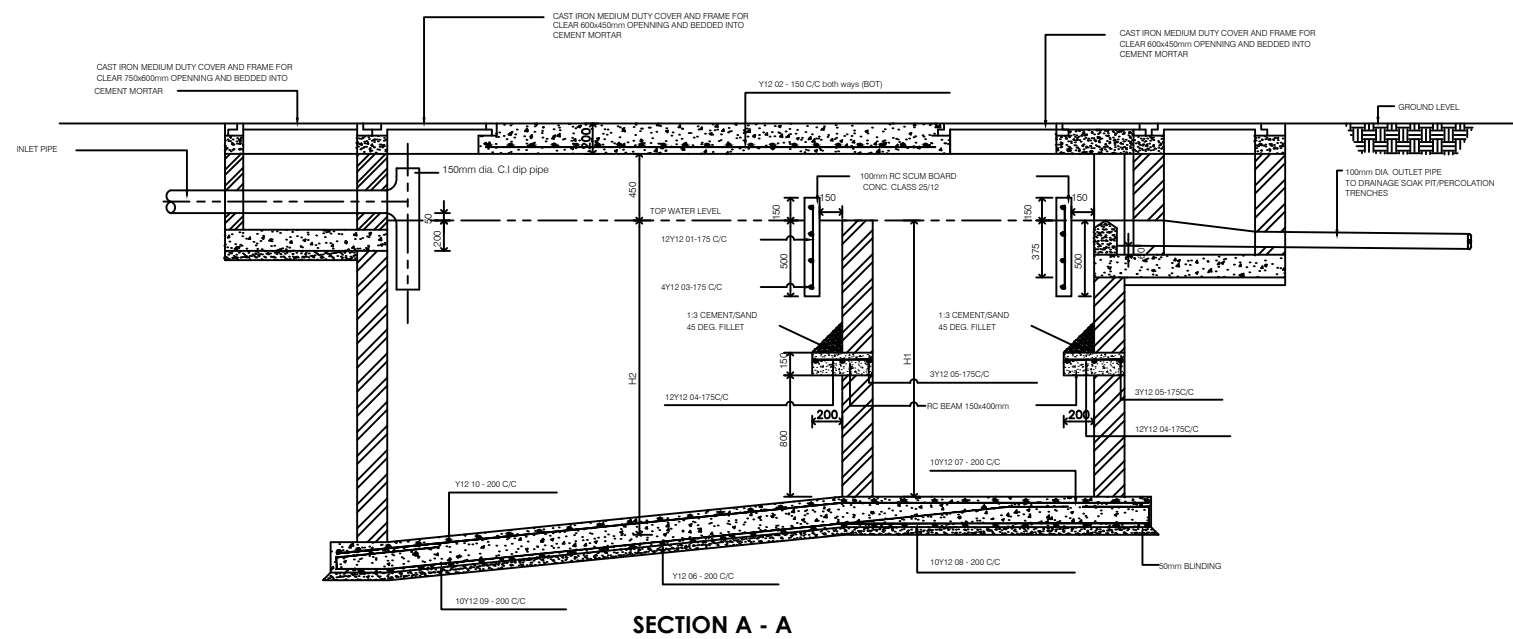 CAST IRON MEDIUM DUTY COVER AND FRAME FOR
CLEAR 600x450mm OPENNING AND BEDDED INTO
CEMENT MORTAR
CAST IRON MEDIUM DUTY COVER AND FRAME FOR
CLEAR 600x450mm OPENNING AND BEDDED INTO
CEMENT MORTAR
CAST IRON MEDIUM DUTY COVER AND FRAME FOR
CLEAR 750x600mm OPENNING AND BEDDED INTO
CEMENT MORTAR
Y12 02 - 150 C/C both ways (BOT)
GROUND LEVEL
200
INLET PIPE
150mm dia. C.I dip pipe
450
100mm RC SCUM BOARD
CONC. CLASS 25/12
100mm DIA. OUTLET PIPE
TO DRAINAGE SOAK PIT/PERCOLATION
TRENCHES
150
150
150
150
TOP WATER LEVEL
50
200
12Y12 01-175 C/C
500
375
500
4Y12 03-175 C/C
1:3 CEMENT/SAND
45 DEG. FILLET
1:3 CEMENT/SAND
45 DEG. FILLET
150
H1
H2
3Y12 05-175C/C
3Y12 05-175C/C
12Y12 04-175C/C
RC BEAM 150x400mm
200
200
12Y12 04-175C/C
800
10Y12 07 - 200 C/C
Y12 10 - 200 C/C
50mm BLINDING
Y12 06 - 200 C/C
10Y12 08 - 200 C/C
10Y12 09 - 200 C/C
SECTION A - A